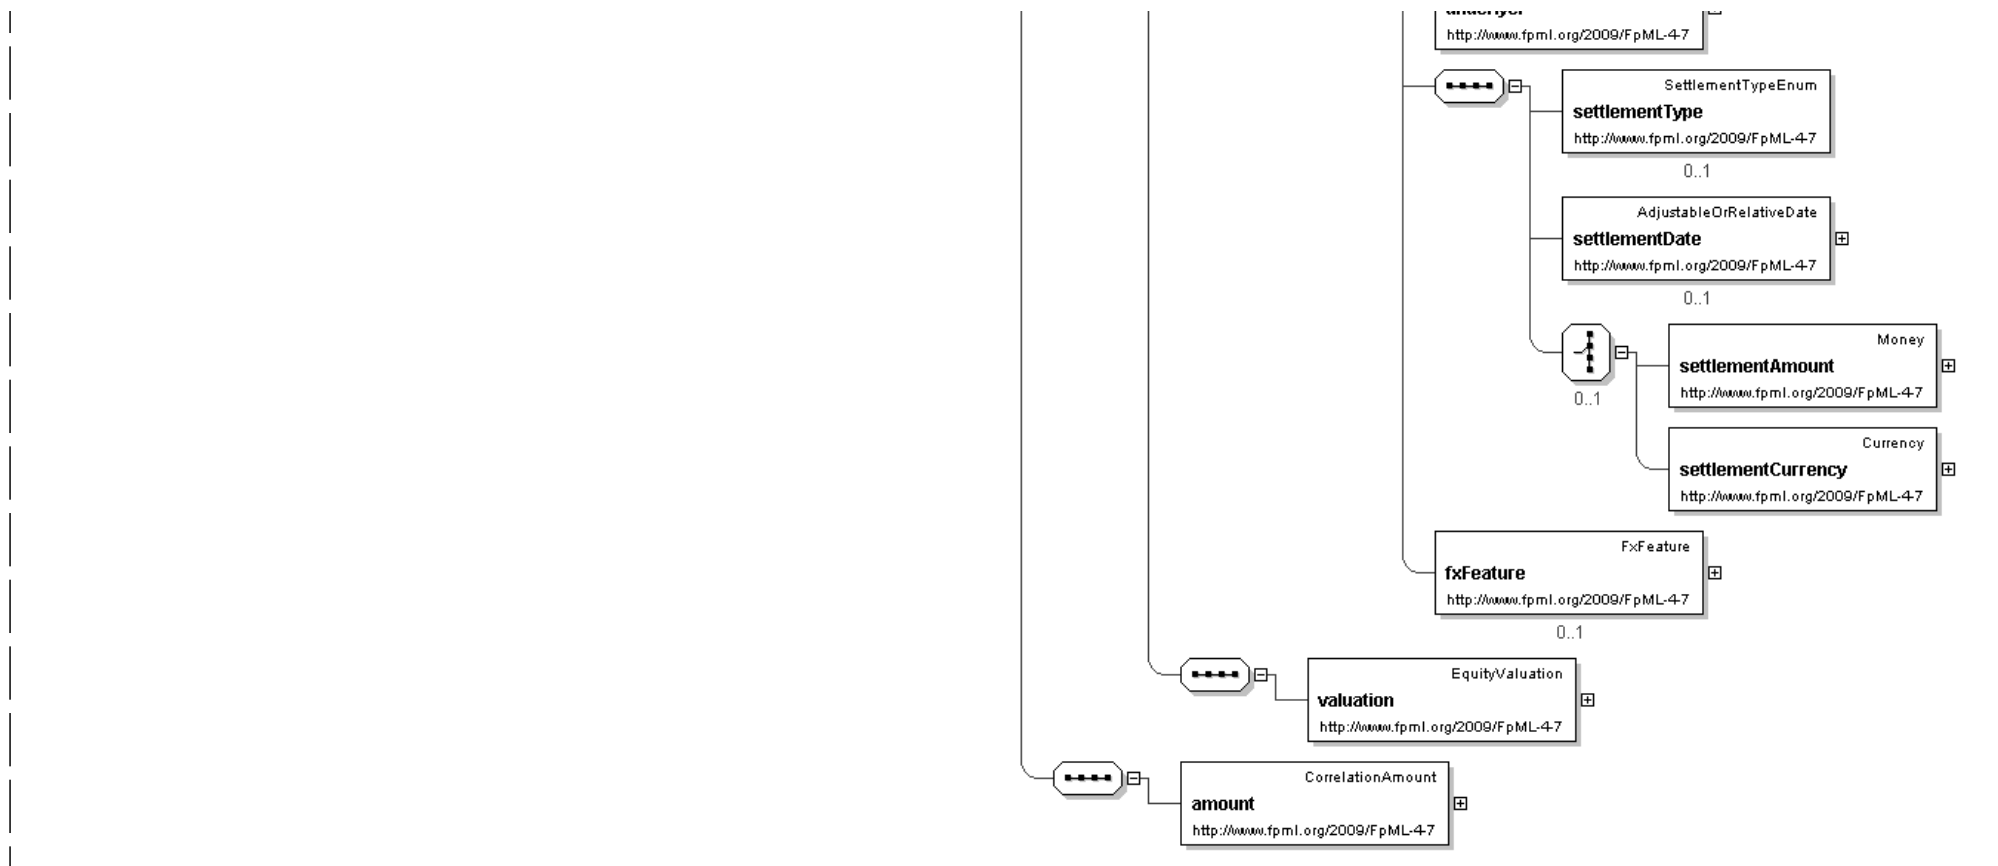 http://www.fpml.org/2009/FpML-4-7
SettlementTypeEnum
settlementType
http://www.fpml.org/2009/FpML-4-7
0..1
AdjustableOrRelativeDate
settlementDate
http://www.fpml.org/2009/FpML-4-7
0..1
Money
settlementAmount
http://www.fpml.org/2009/FpML-4-7
0..1
Currency
settlementCurrency
http://www.fpml.org/2009/FpML-4-7
FxFeature
fxFeature
http://www.fpml.org/2009/FpML-4-7
0..1
EquityValuation
valuation
http://www.fpml.org/2009/FpML-4-7
CorrelationAmount
amount
http://www.fpml.org/2009/FpML-4-7